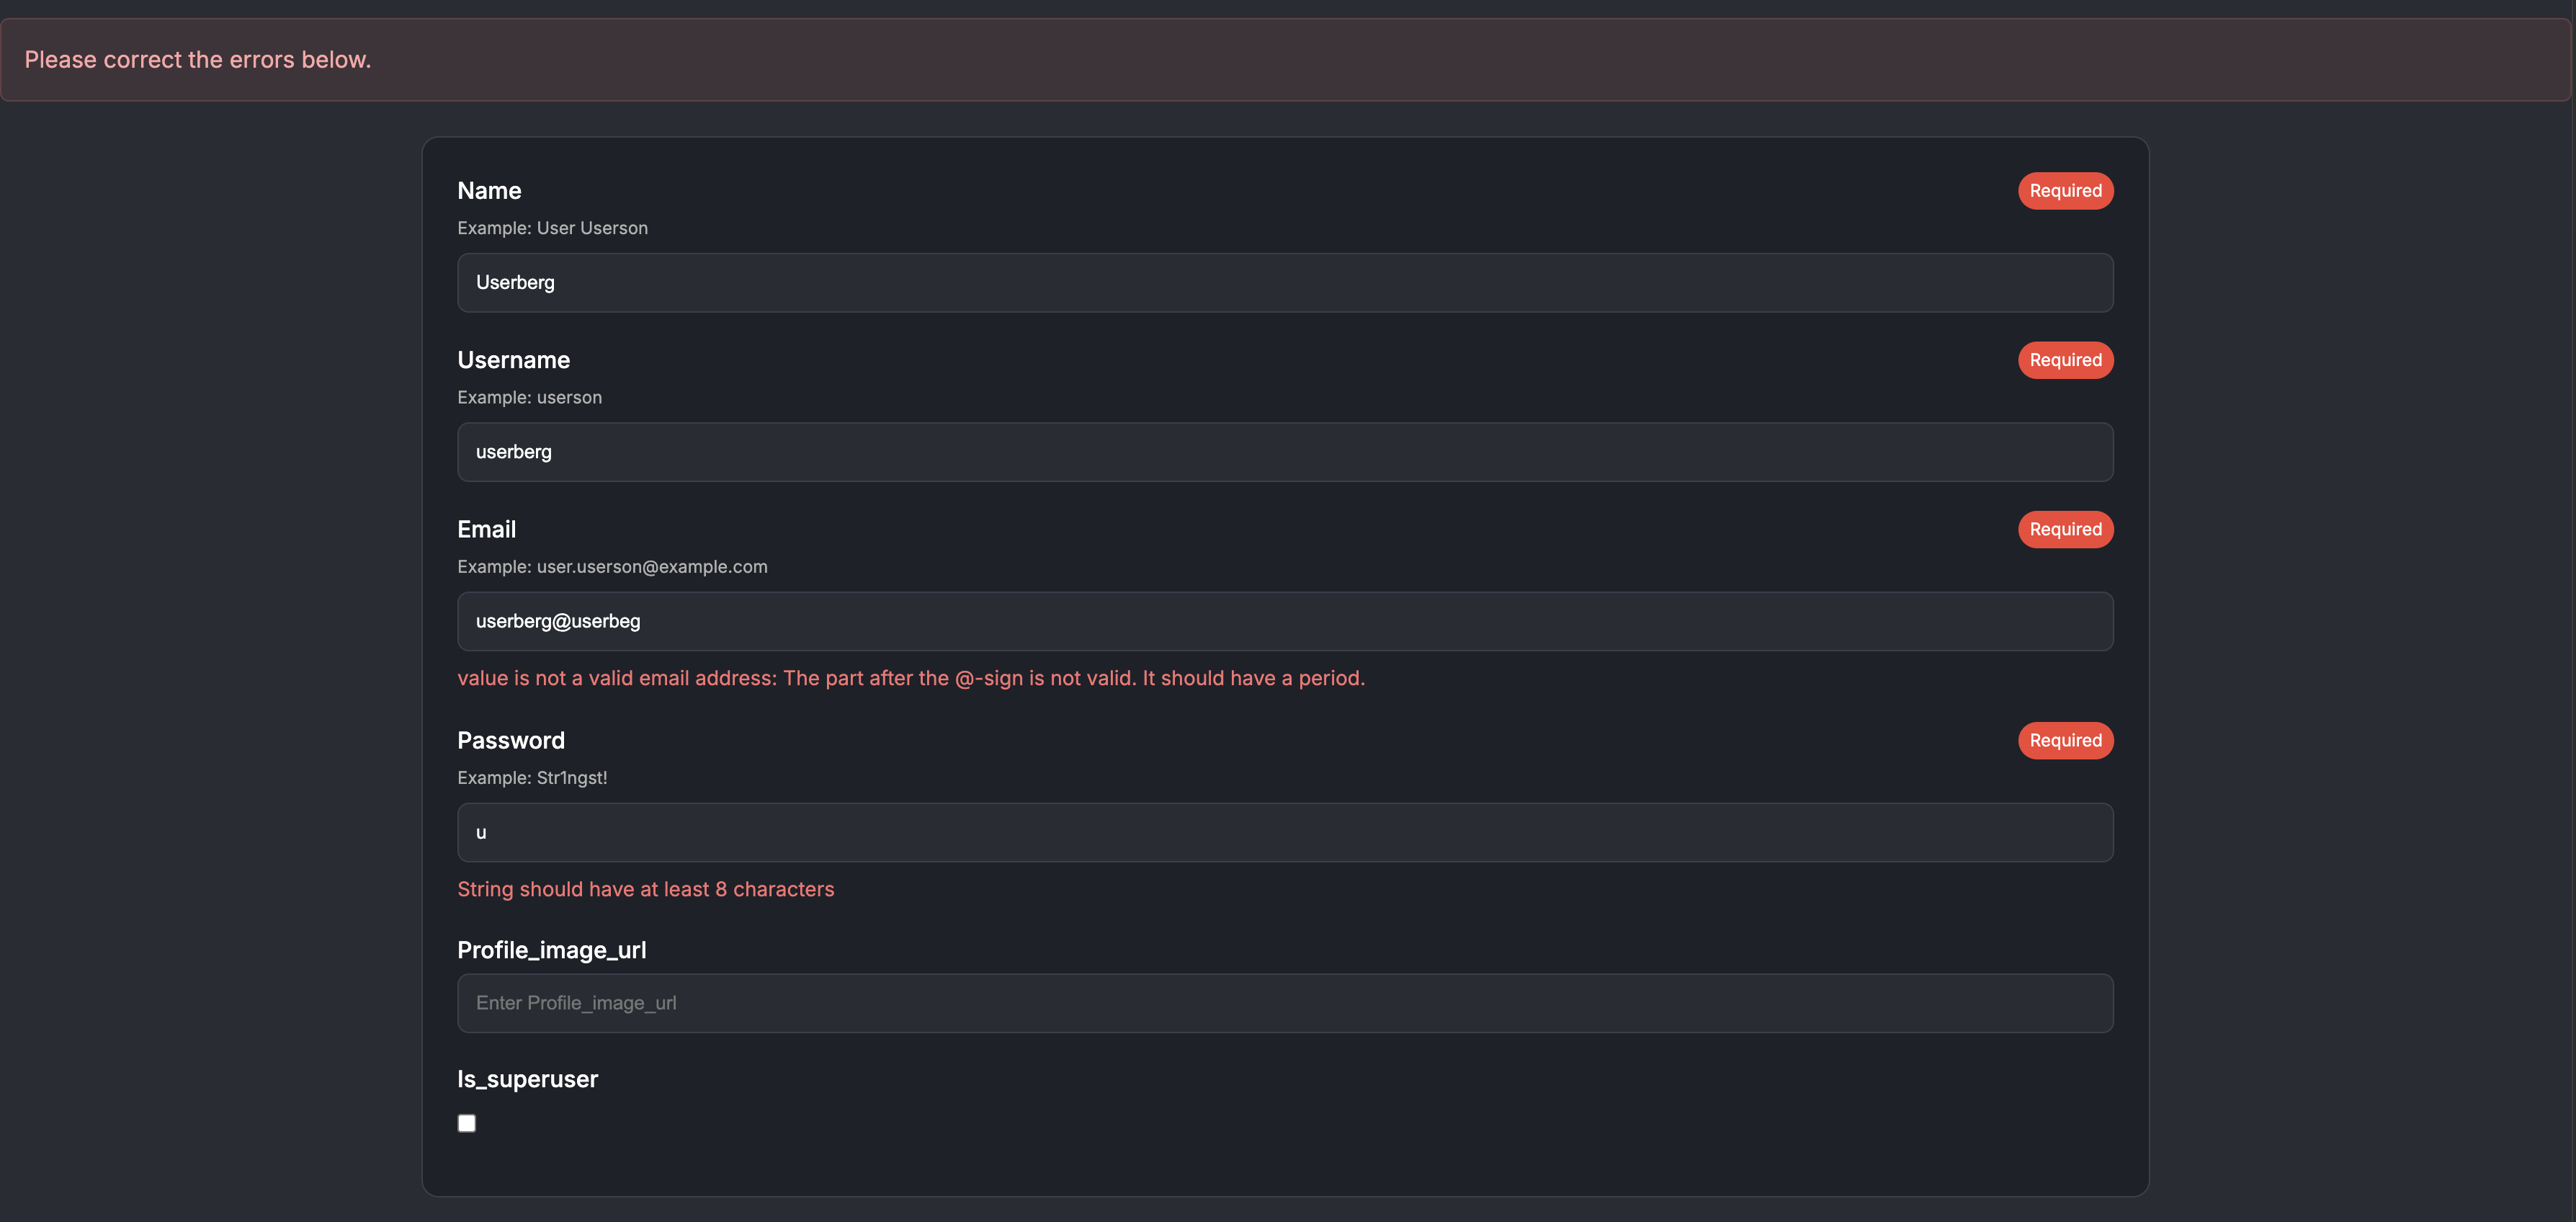 Please correct the errors below.
Name
Required
Example: User Userson
Userberg
Username
Required
Example: userson
userberg
Email
Required
Example: user.userson@example.com
userberg@userbeg
value is not a valid email address: The part after the @-sign is not valid. It should have a period.
Password
Required
Example: Str1ngst!
u
String should have at least 8 characters
Profile_image_url
Enter Profile_image_url
Is_superuser